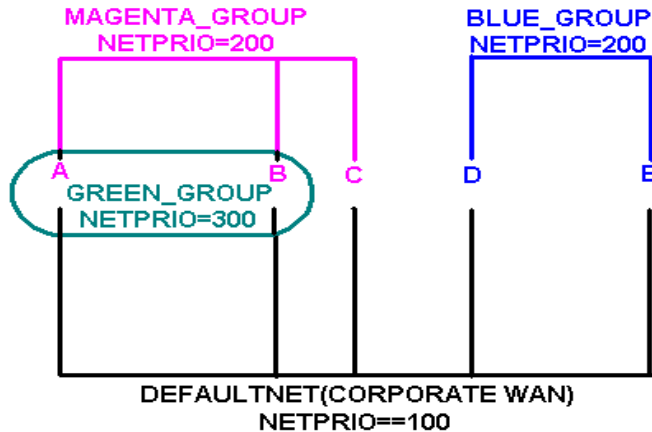 MAGENTA_GROUP
NETPRIO=200
BLUE_GROUP
NETPRIO=200
A
B
C
D
E
GREEN_GROUP
NETPRIO=300
DEFAULTNET(CORPORATE WAN)
NETPRIO==100